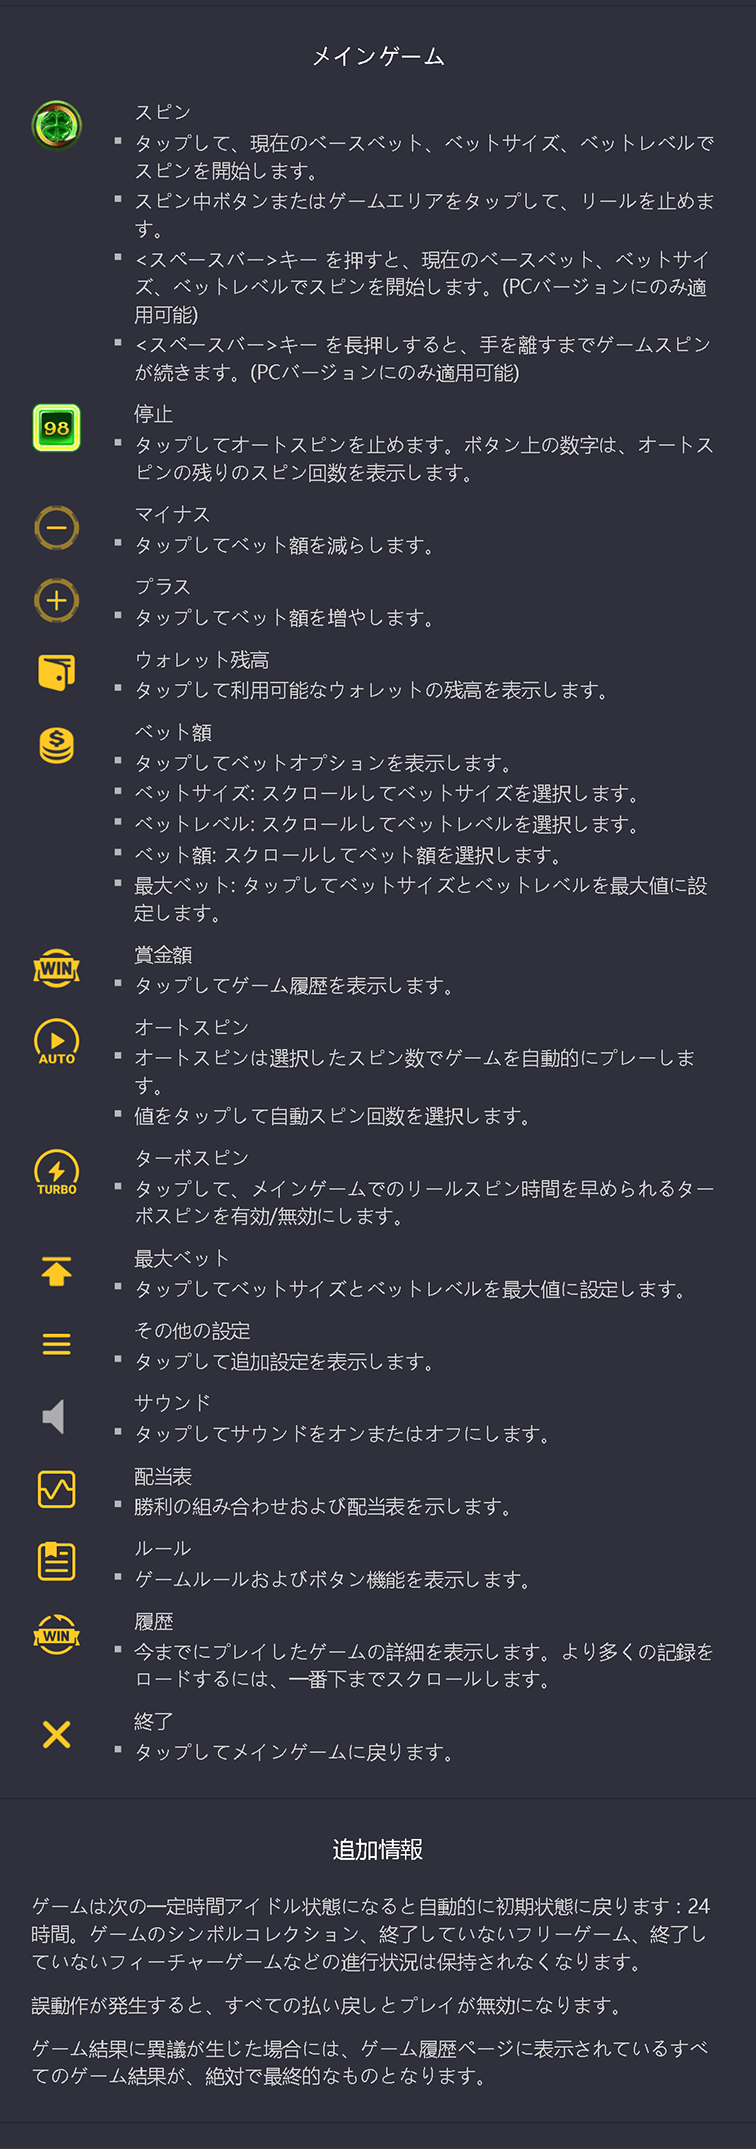 メインゲーム
スピン
▪ タップして、現在のベースベット、ベットサイズ、ベットレベルで
スピンを開始します。
▪ スピン中ボタンまたはゲームエリアをタップして、リールを止めま
す。
▪ <スペースバー>キー を押すと、現在のベースベット、ベットサイ
ズ、ベットレベルでスピンを開始します。(PCバージョンにのみ適
用可能)
▪ <スペースバー>キー を長押しすると、手を離すまでゲームスピン
が続きます。(PCバージョンにのみ適用可能)
98
停止
▪ タップしてオートスピンを止めます。ボタン上の数字は、オートス
ピンの残りのスピン回数を表示します。
マイナス
▪ タップしてベット額を減らします。
プラス
▪ タップしてベット額を増やします。
ウォレット残高
▪ タップして利用可能なウォレットの残高を表示します。
ベット額
▪ タップしてベットオプションを表示します。
▪ ベットサイズ: スクロールしてベットサイズを選択します。
▪ ベットレベル: スクロールしてベットレベルを選択します。
▪ ベット額: スクロールしてベット額を選択します。
▪ 最大ベット: タップしてベットサイズとベットレベルを最大値に設
定します。
WIN
賞金額
▪ タップしてゲーム履歴を表示します。
AUTO
オートスピン
▪ オートスピンは選択したスピン数でゲームを自動的にプレーしま
す。
▪ 値をタップして自動スピン回数を選択します。
TURBO
ターボスピン
▪ タップして、メインゲームでのリールスピン時間を早められるター
ボスピンを有効/無効にします。
最大ベット
▪ タップしてベットサイズとベットレベルを最大値に設定します。
その他の設定
▪ タップして追加設定を表示します。
サウンド
▪ タップしてサウンドをオンまたはオフにします。
配当表
▪ 勝利の組み合わせおよび配当表を示します。
ルール
▪ ゲームルールおよびボタン機能を表示します。
WIN
履歴
▪ 今までにプレイしたゲームの詳細を表示します。より多くの記録を
ロードするには、一番下までスクロールします。
終了
▪ タップしてメインゲームに戻ります。
追加情報
ゲームは次の一定時間アイドル状態になると自動的に初期状態に戻ります : 24
時間。ゲームのシンボルコレクション、終了していないフリーゲーム、終了し
ていないフィーチャーゲームなどの進行状況は保持されなくなります。
誤動作が発生すると、すべての払い戻しとプレイが無効になります。
ゲーム結果に異議が生じた場合には、ゲーム履歴ページに表示されているすべ
てのゲーム結果が、絶対で最終的なものとなります。